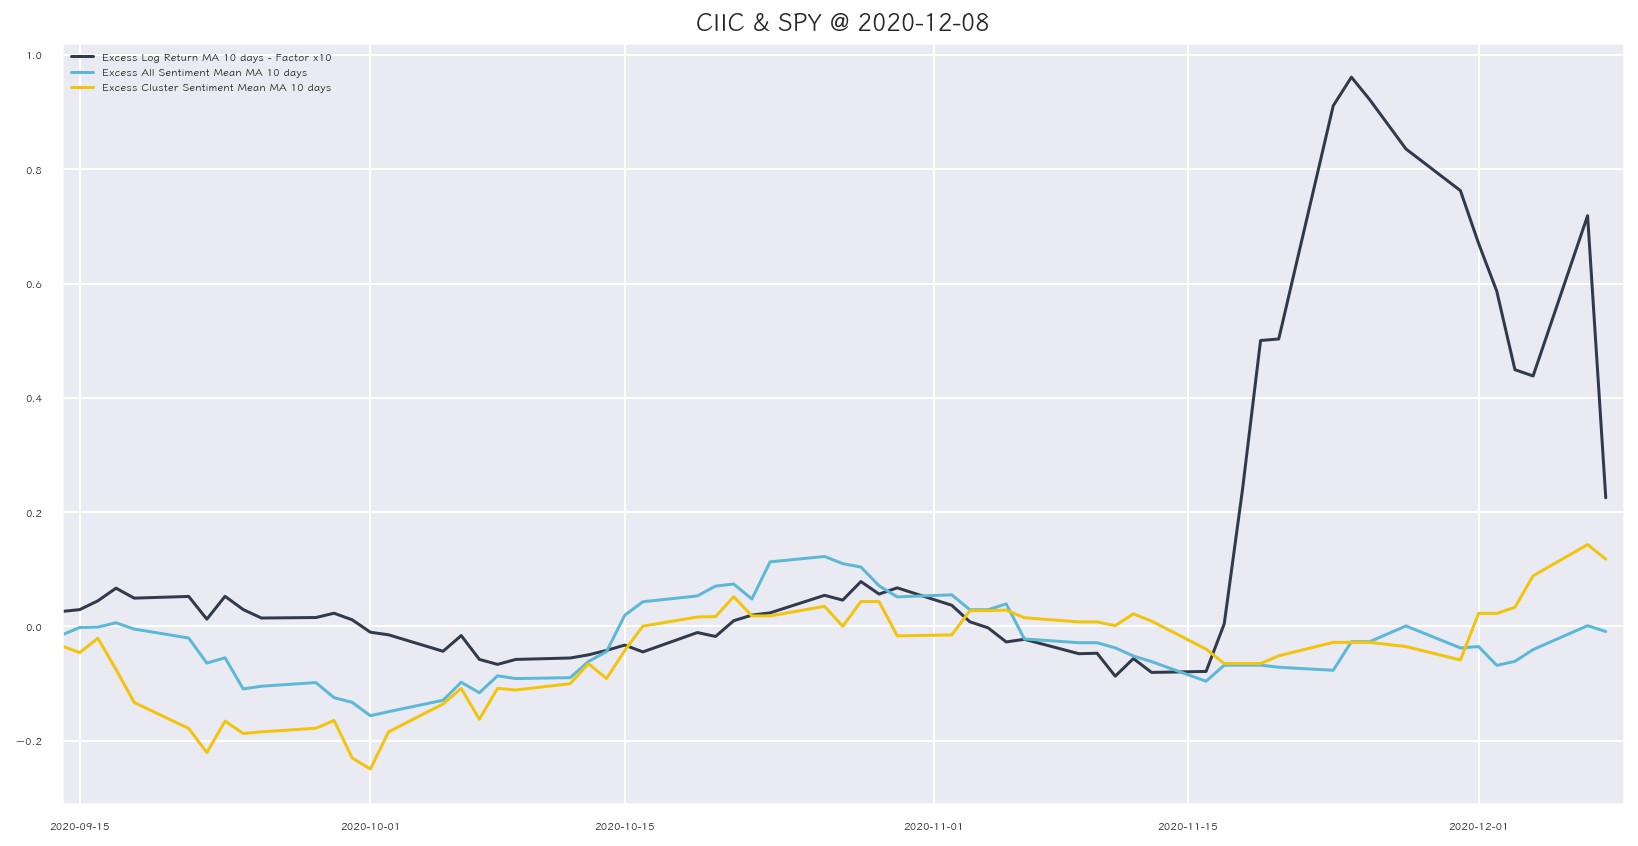 CIIC & SPY @ 2020-12-08
Excess Log Return MA 10 days - Factor x10
Excess All Sentiment Mean MA 10 days
Excess Cluster Sentiment Mean MA 10 days
1.0
0.8
0.6
0.4
0.2
0.0
−0.2
2020-09-15 2020-10-01 2020-10-15 2020-11-01 2020-11-15 2020-12-01